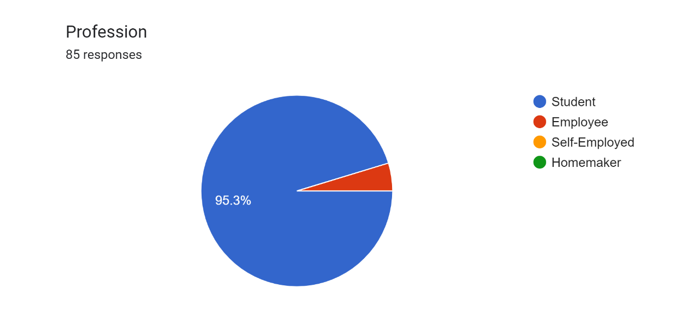 Profession
85 responses
95.3%
Student
Employee
Self-Employed
Homemaker